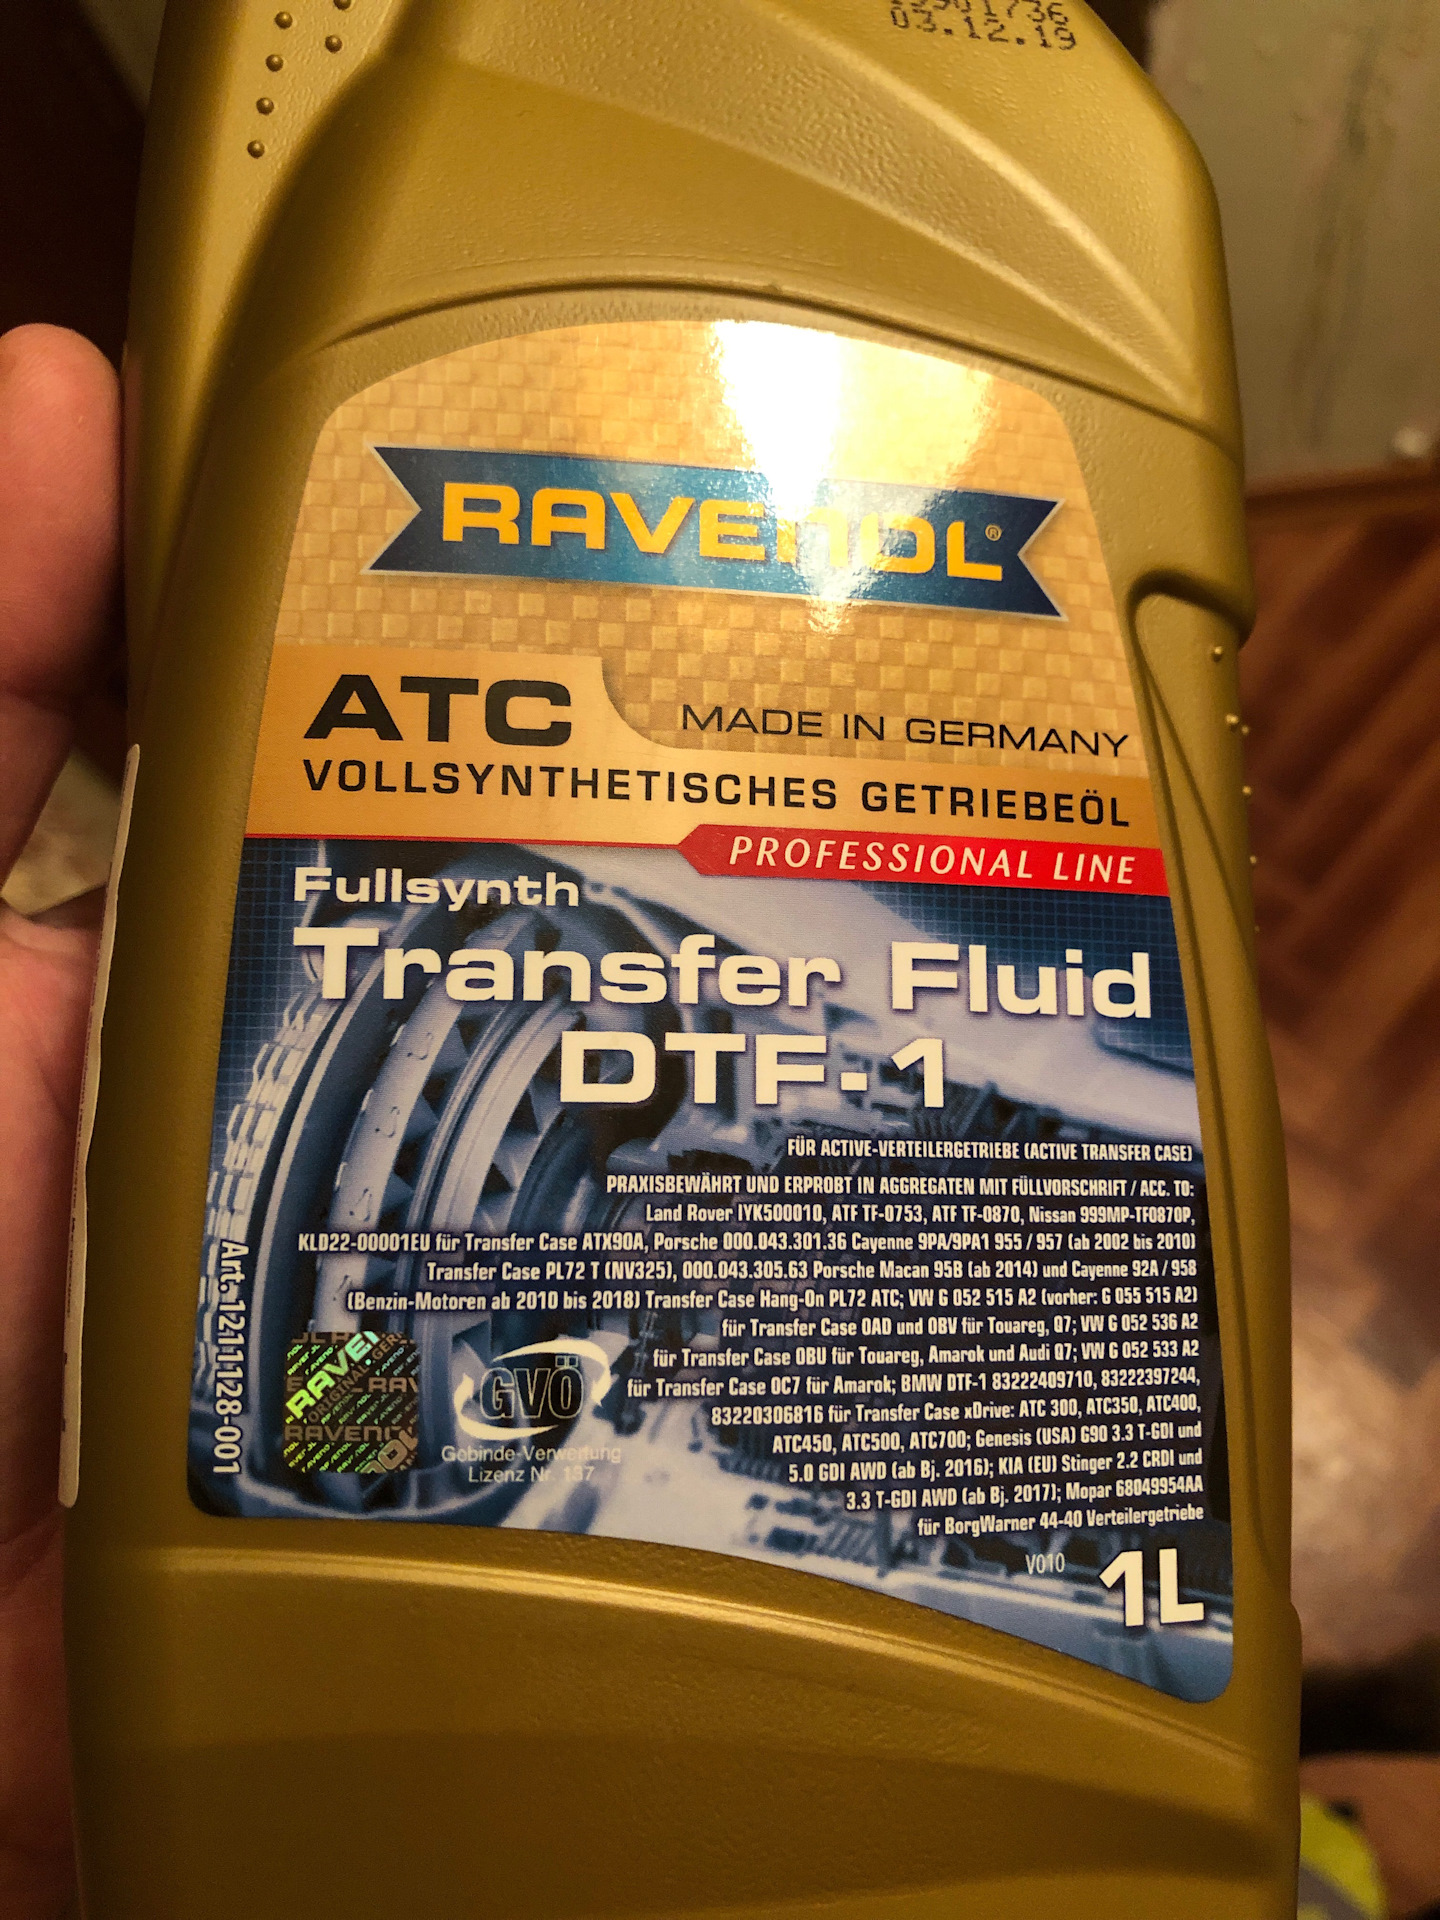 03.12.19
RAVENOL®
ATC
MADE IN GERMANY
VOLLSYNTHETISCHES GETRIEBEÖL
PROFESSIONAL LINE
Fullsynth
Transfer Fluid
DTF-1
FÜR ACTIVE-VERTEILERGETRIEBE (ACTIVE TRANSFER CASE)
PRAXISBEWÄHRT UND ERPROBT IN AGGREGATEN MIT FÜLLVORSCHRIFT / ACC. TO:
Land Rover IYK500010, ATF TF-0753, ATF TF-0870, Nissan 999MP-TF0870P,
KLD22-00001EU für Transfer Case ATX90A, Porsche 000.043.301.36 Cayenne 9PA/9PA1 955 / 957 (ab 2002 bis 2010)
Transfer Case PL72 T (NV325), 000.043.305.63 Porsche Macan 95B (ab 2014) und Cayenne 92A / 958
(Benzin-Motoren ab 2010 bis 2018) Transfer Case Hang-On PL72 ATC; VW G 052 515 A2 (vorher: G 055 515 A2)
für Transfer Case 0AD und 0BV für Touareg, Q7; VW G 052 536 A2
für Transfer Case 0BU für Touareg, Amarok und Audi Q7; VW G 052 533 A2
für Transfer Case 0C7 für Amarok; BMW DTF-1 83222409710, 83222397244,
83220306816 für Transfer Case xDrive: ATC 300, ATC350, ATC400,
ATC450, ATC500, ATC700; Genesis (USA) G90 3.3 T-GDI und
5.0 GDI AWD (ab Bj. 2016); KIA (EU) Stinger 2.2 CRDI und
3.3 T-GDI AWD (ab Bj. 2017); Mopar 68049954AA
für BorgWarner 44-40 Verteilergetriebe
V010
1L
Art. 1211128-001
RAVE
ORIGINAL
RAVENOL
GVÖ
Gebinde-Verwertung
Lizenz Nr. 137